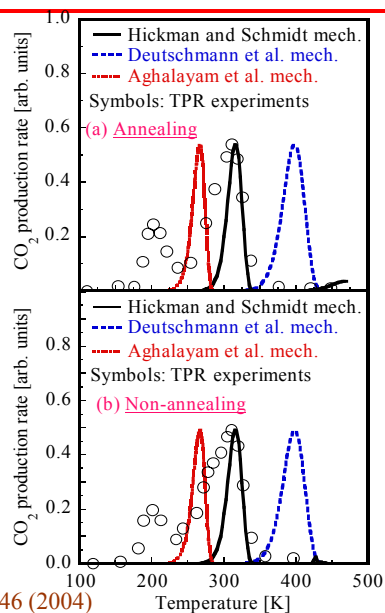 1.0
Hickman and Schmidt mech.
Deutschmann et al. mech.
Aghalayam et al. mech.
Symbols: TPR experiments
(a) Annealing
0.8
0.6
0.4
0.2
CO2 production rate [arb. units]
Hickman and Schmidt mech.
Deutschmann et al. mech.
Aghalayam et al. mech.
Symbols: TPR experiments
(b) Non-annealing
0.8
0.6
0.4
0.2
0.0
CO2 production rate [arb. units]
100 200 300 400 500
Temperature [K]
46 (2004)